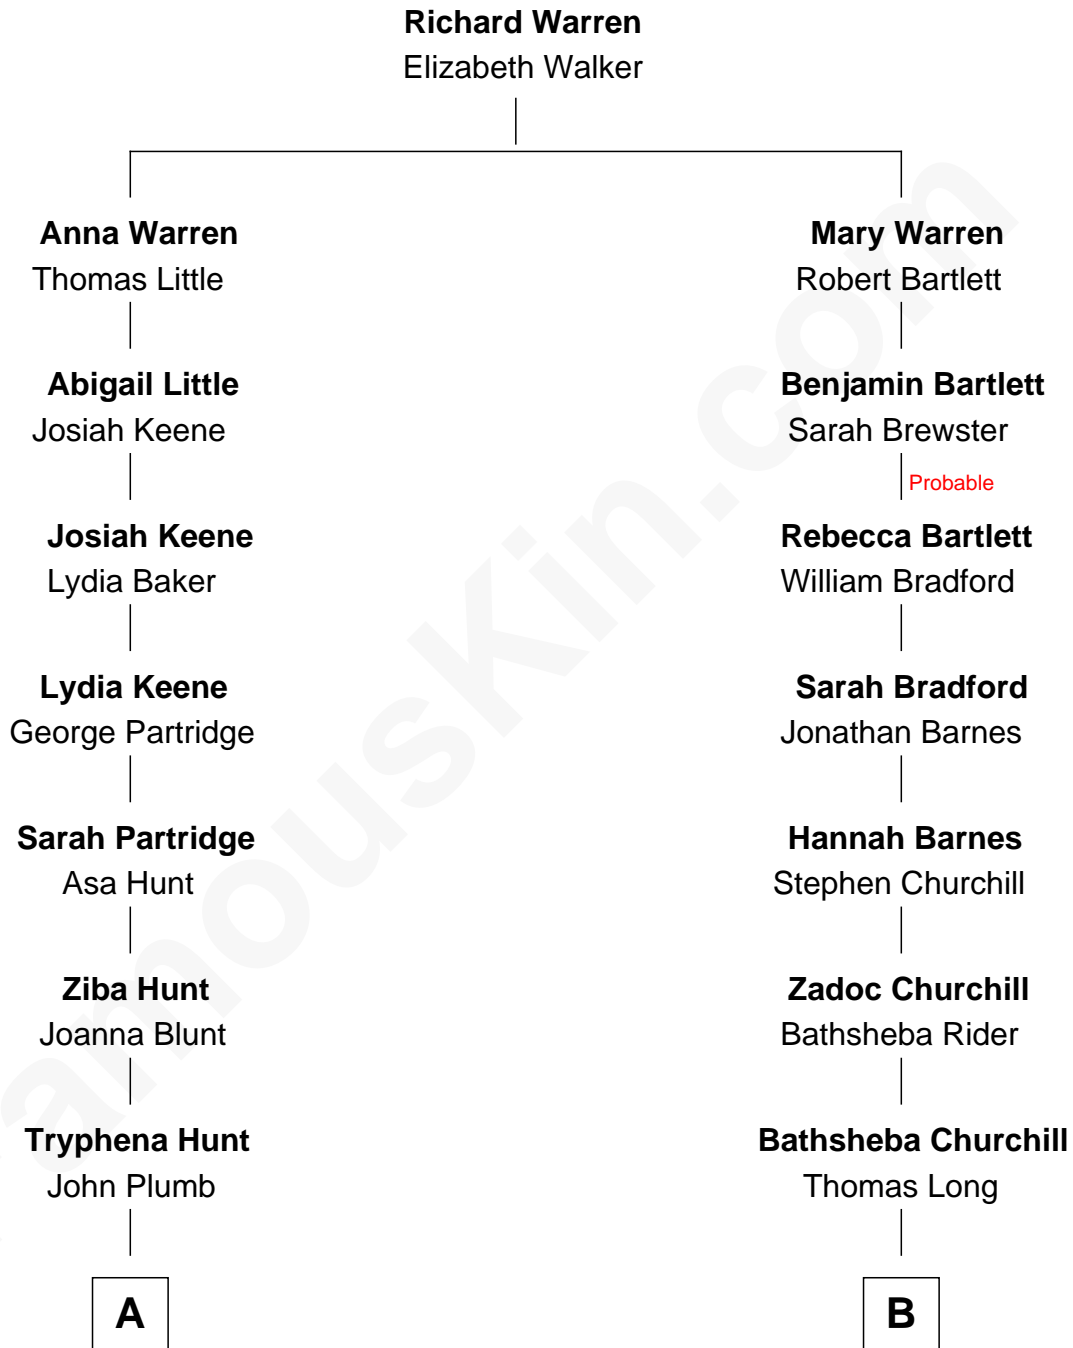 Richard Warren
Elizabeth Walker
Anna Warren
Thomas Little
Mary Warren
Robert Bartlett
Abigail Little
Josiah Keene
Benjamin Bartlett
Sarah Brewster
Probable
Josiah Keene
Lydia Baker
Rebecca Bartlett
William Bradford
Lydia Keene
George Partridge
Sarah Bradford
Jonathan Barnes
Sarah Partridge
Asa Hunt
Hannah Barnes
Stephen Churchill
Ziba Hunt
Joanna Blunt
Zadoc Churchill
Bathsheba Rider
Tryphena Hunt
John Plumb
Bathsheba Churchill
Thomas Long
A
B
amousKin.com